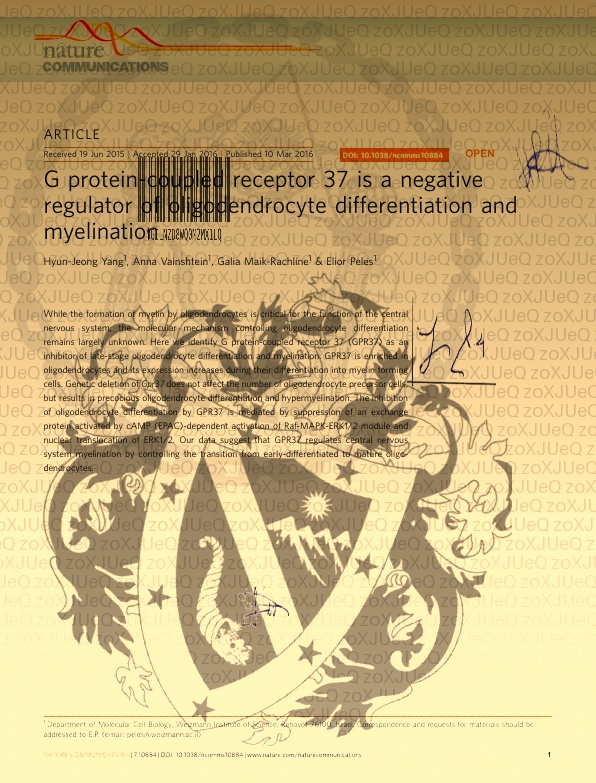 nature
COMMUNICATIONS
ARTICLE
Received 19 Jun 2015 | Accepted 29 Jan 2016 | Published 10 Mar 2016
DOI: 10.1038/ncomms10884
OPEN
G protein-coupled receptor 37 is a negative
regulator of oligodendrocyte differentiation and
myelination
Hyun-Jeong Yang1, Anna Vainshtein1, Galia Maik-Rachline1 & Elior Peles1
While the formation of myelin by oligodendrocytes is critical for the function of the central
nervous system, the molecular mechanism controlling oligodendrocyte differentiation
remains largely unknown. Here we identify G protein-coupled receptor 37 (GPR37) as an
inhibitor of late-stage oligodendrocyte differentiation and myelination. GPR37 is enriched in
oligodendrocytes and its expression increases during their differentiation into myelin forming
cells. Genetic deletion of Gpr37 does not affect the number of oligodendrocyte precursor cells,
but results in precocious oligodendrocyte differentiation and hypermyelination. The inhibition
of oligodendrocyte differentiation by GPR37 is mediated by suppression of an exchange
protein activated by cAMP (EPAC)-dependent activation of Raf-MAPK-ERK1/2 module and
nuclear translocation of ERK1/2. Our data suggest that GPR37 regulates central nervous
system myelination by controlling the transition from early-differentiated to mature oligo-
dendrocytes.
1 Department of Molecular Cell Biology, Weizmann Institute of Science, Rehovot 76100, Israel. Correspondence and requests for materials should be
addressed to E.P. (email: peles@weizmann.ac.il)
NATURE COMMUNICATIONS | 7:10884 | DOI: 10.1038/ncomms10884 | www.nature.com/naturecommunications
1